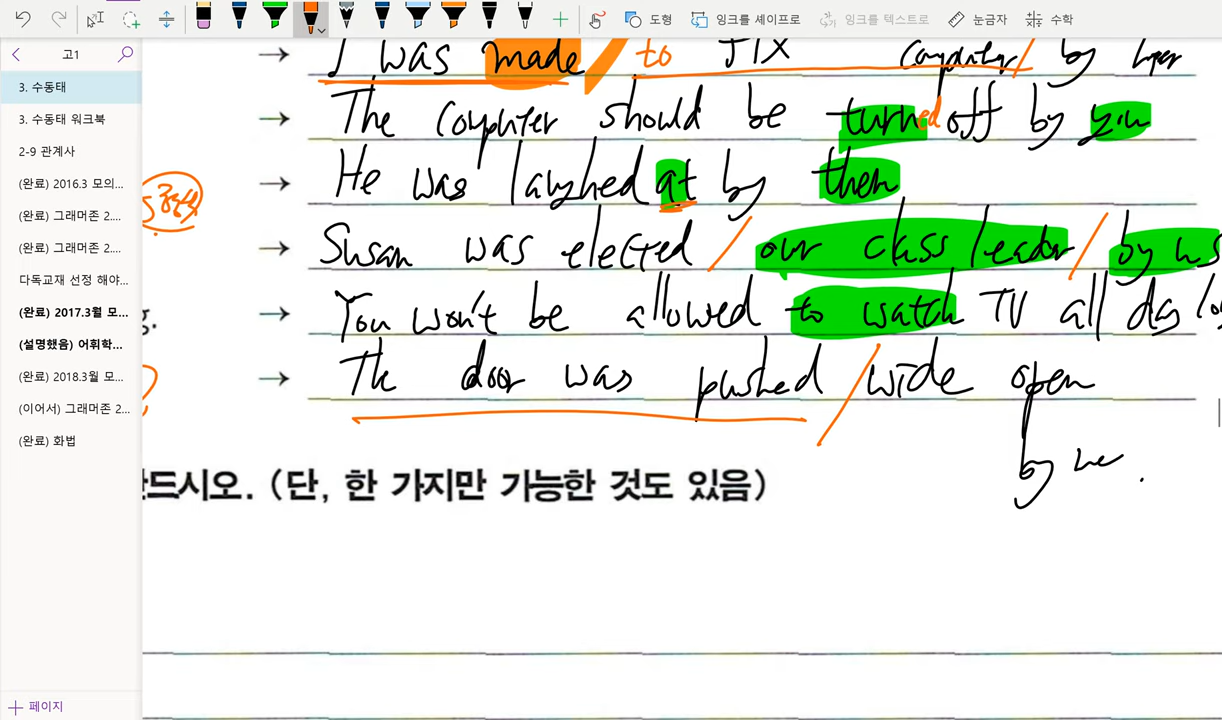 도형
잉크를 셰이프로
잉크를 텍스트로
눈금자
수학
고1
3. 수동태
3. 수동태 워크북
2-9 관계사
(완료) 2016.3 모의...
(완료) 그래머존 2....
(완료) 그래머존 2....
다독교재 선정 해야...
(완료) 2017.3월 모...
(설명했음) 어휘학...
(완료) 2018.3월 모...
(이어서) 그래머존 2...
(완료) 화법
페이지
→ I was made / to fix computer / by
→ The computer should be turned off by you
→ He was laughed at by them
→ Susan was elected / our class leader / by us
→ You won't be allowed to watch TV all day
→ The door was pushed / wide open
by me.
드시오. (단, 한 가지만 가능한 것도 있음)